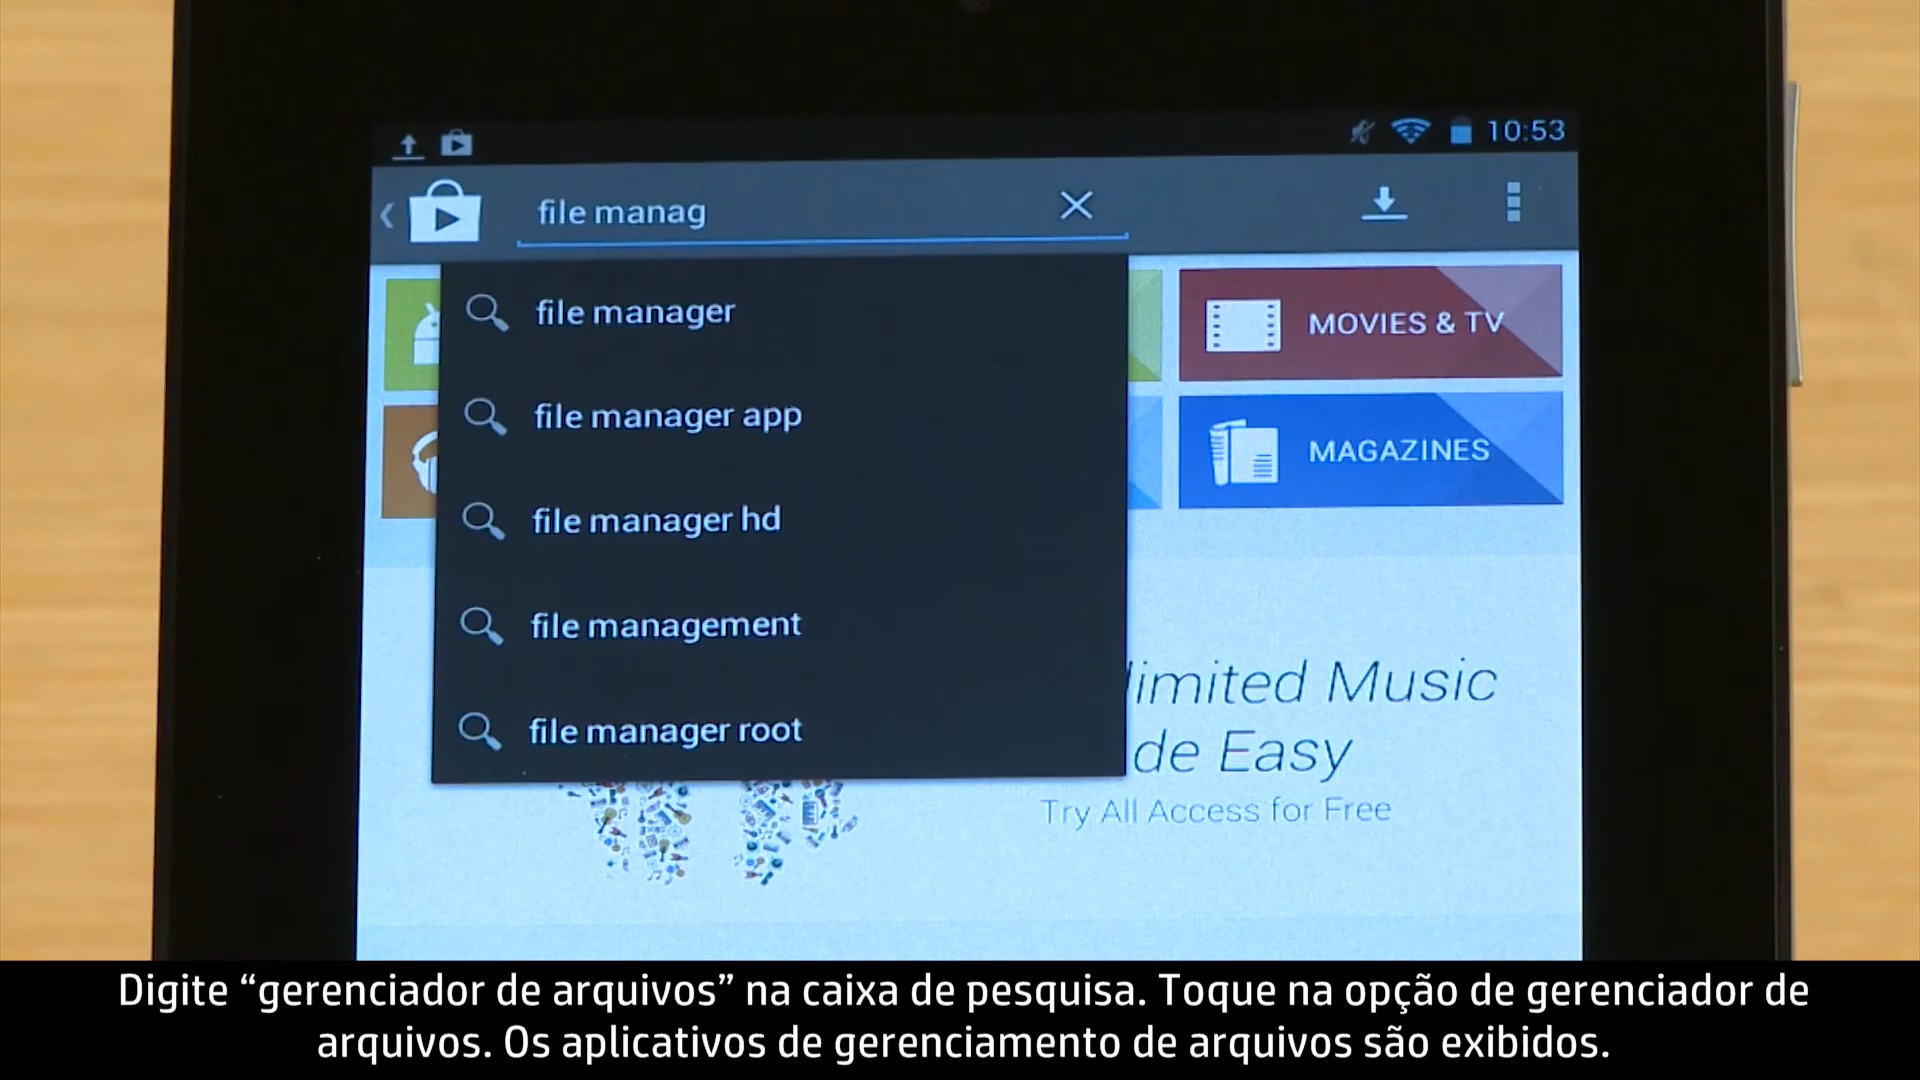 10:53
file manag
file manager
file manager app
file manager hd
file management
file manager root
MOVIES & TV
MAGAZINES
limited Music
de Easy
Try All Access for Free
Digite “gerenciador de arquivos” na caixa de pesquisa. Toque na opção de gerenciador de
arquivos. Os aplicativos de gerenciamento de arquivos são exibidos.